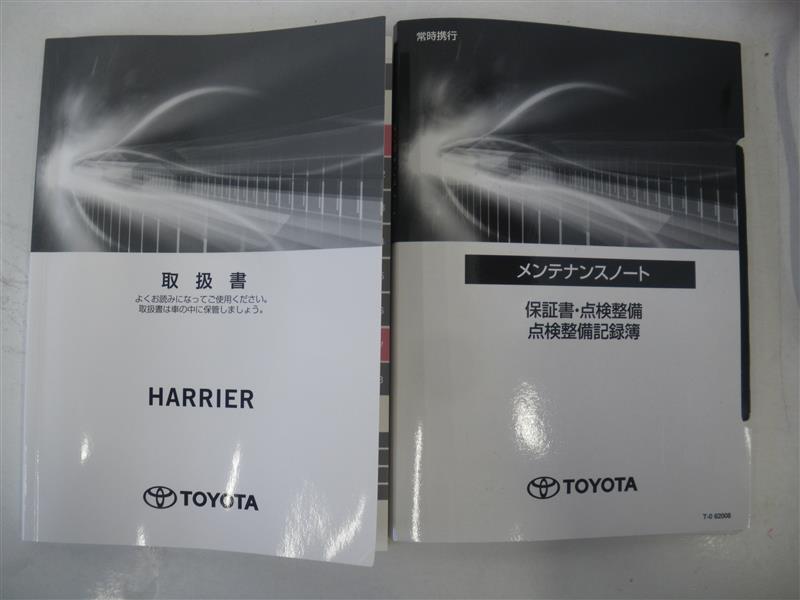 取扱書
よくお読みになってご使用ください。
取扱書は車の中に保管しましょう。
HARRIER
TOYOTA
常時携行
メンテナンスノート
保証書・点検整備
点検整備記録簿
TOYOTA
T-0 62008